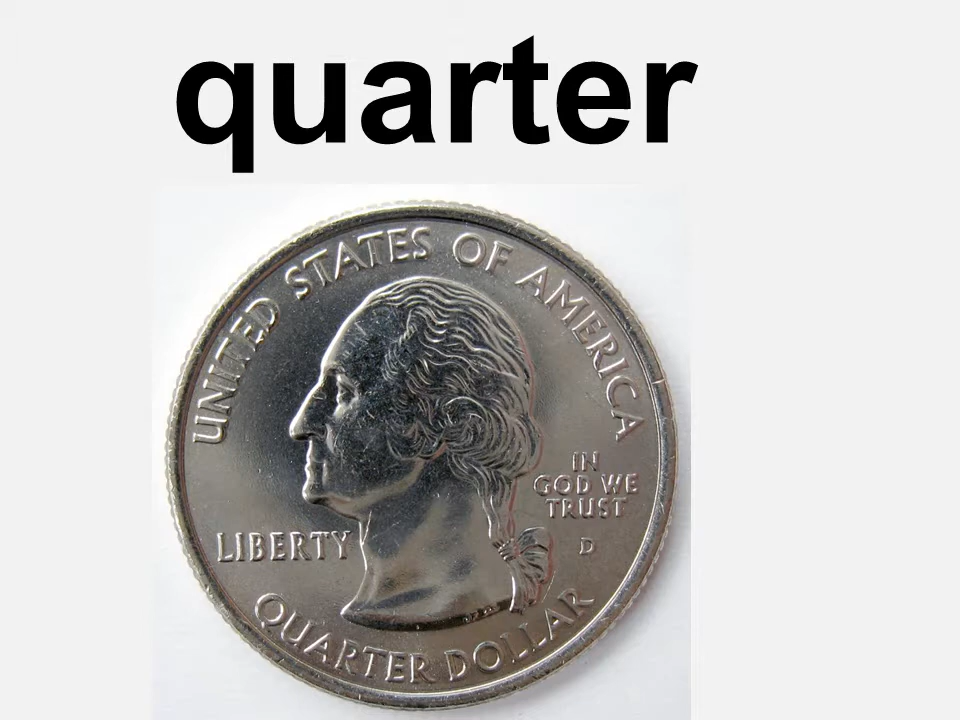 quarter
UNITED STATES OF AMERICA
IN
GOD WE
TRUST
LIBERTY
D
QUARTER DOLLAR